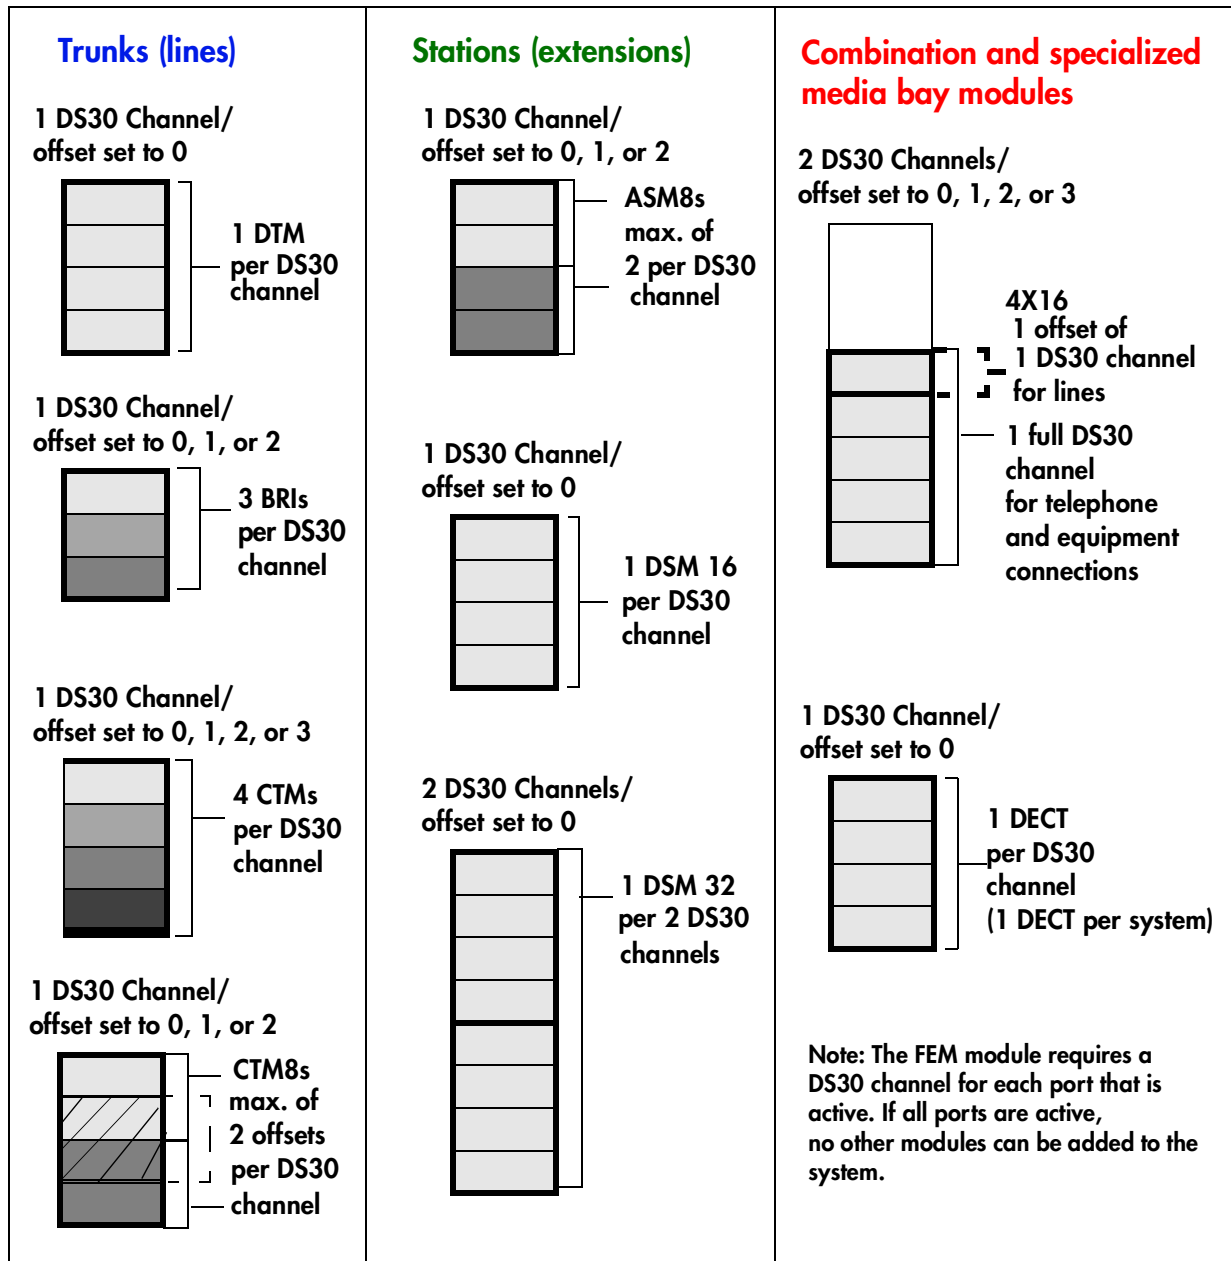 Trunks (lines)
1 DS30 Channel/
offset set to 0
1 DTM
per DS30
channel
1 DS30 Channel/
offset set to 0, 1, or 2
3 BRIs
per DS30
channel
1 DS30 Channel/
offset set to 0, 1, 2, or 3
4 CTMs
per DS30
channel
1 DS30 Channel/
offset set to 0, 1, or 2
CTM8s
max. of
2 offsets
per DS30
channel
Stations (extensions)
1 DS30 Channel/
offset set to 0, 1, or 2
ASM8s
max. of
2 per DS30
channel
1 DS30 Channel/
offset set to 0
1 DSM 16
per DS30
channel
2 DS30 Channels/
offset set to 0
1 DSM 32
per 2 DS30
channels
Combination and specialized
media bay modules
2 DS30 Channels/
offset set to 0, 1, 2, or 3
4X16
1 offset of
1 DS30 channel
for lines
1 full DS30
channel
for telephone
and equipment
connections
1 DS30 Channel/
offset set to 0
1 DECT
per DS30
channel
(1 DECT per system)
Note: The FEM module requires a
DS30 channel for each port that is
active. If all ports are active,
no other modules can be added to the
system.